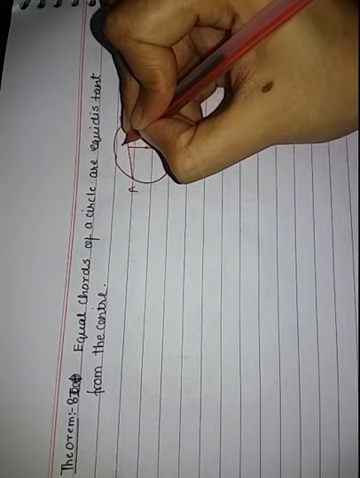 Theorem:- Equal chords of a circle are equidistant
from the centre.
A